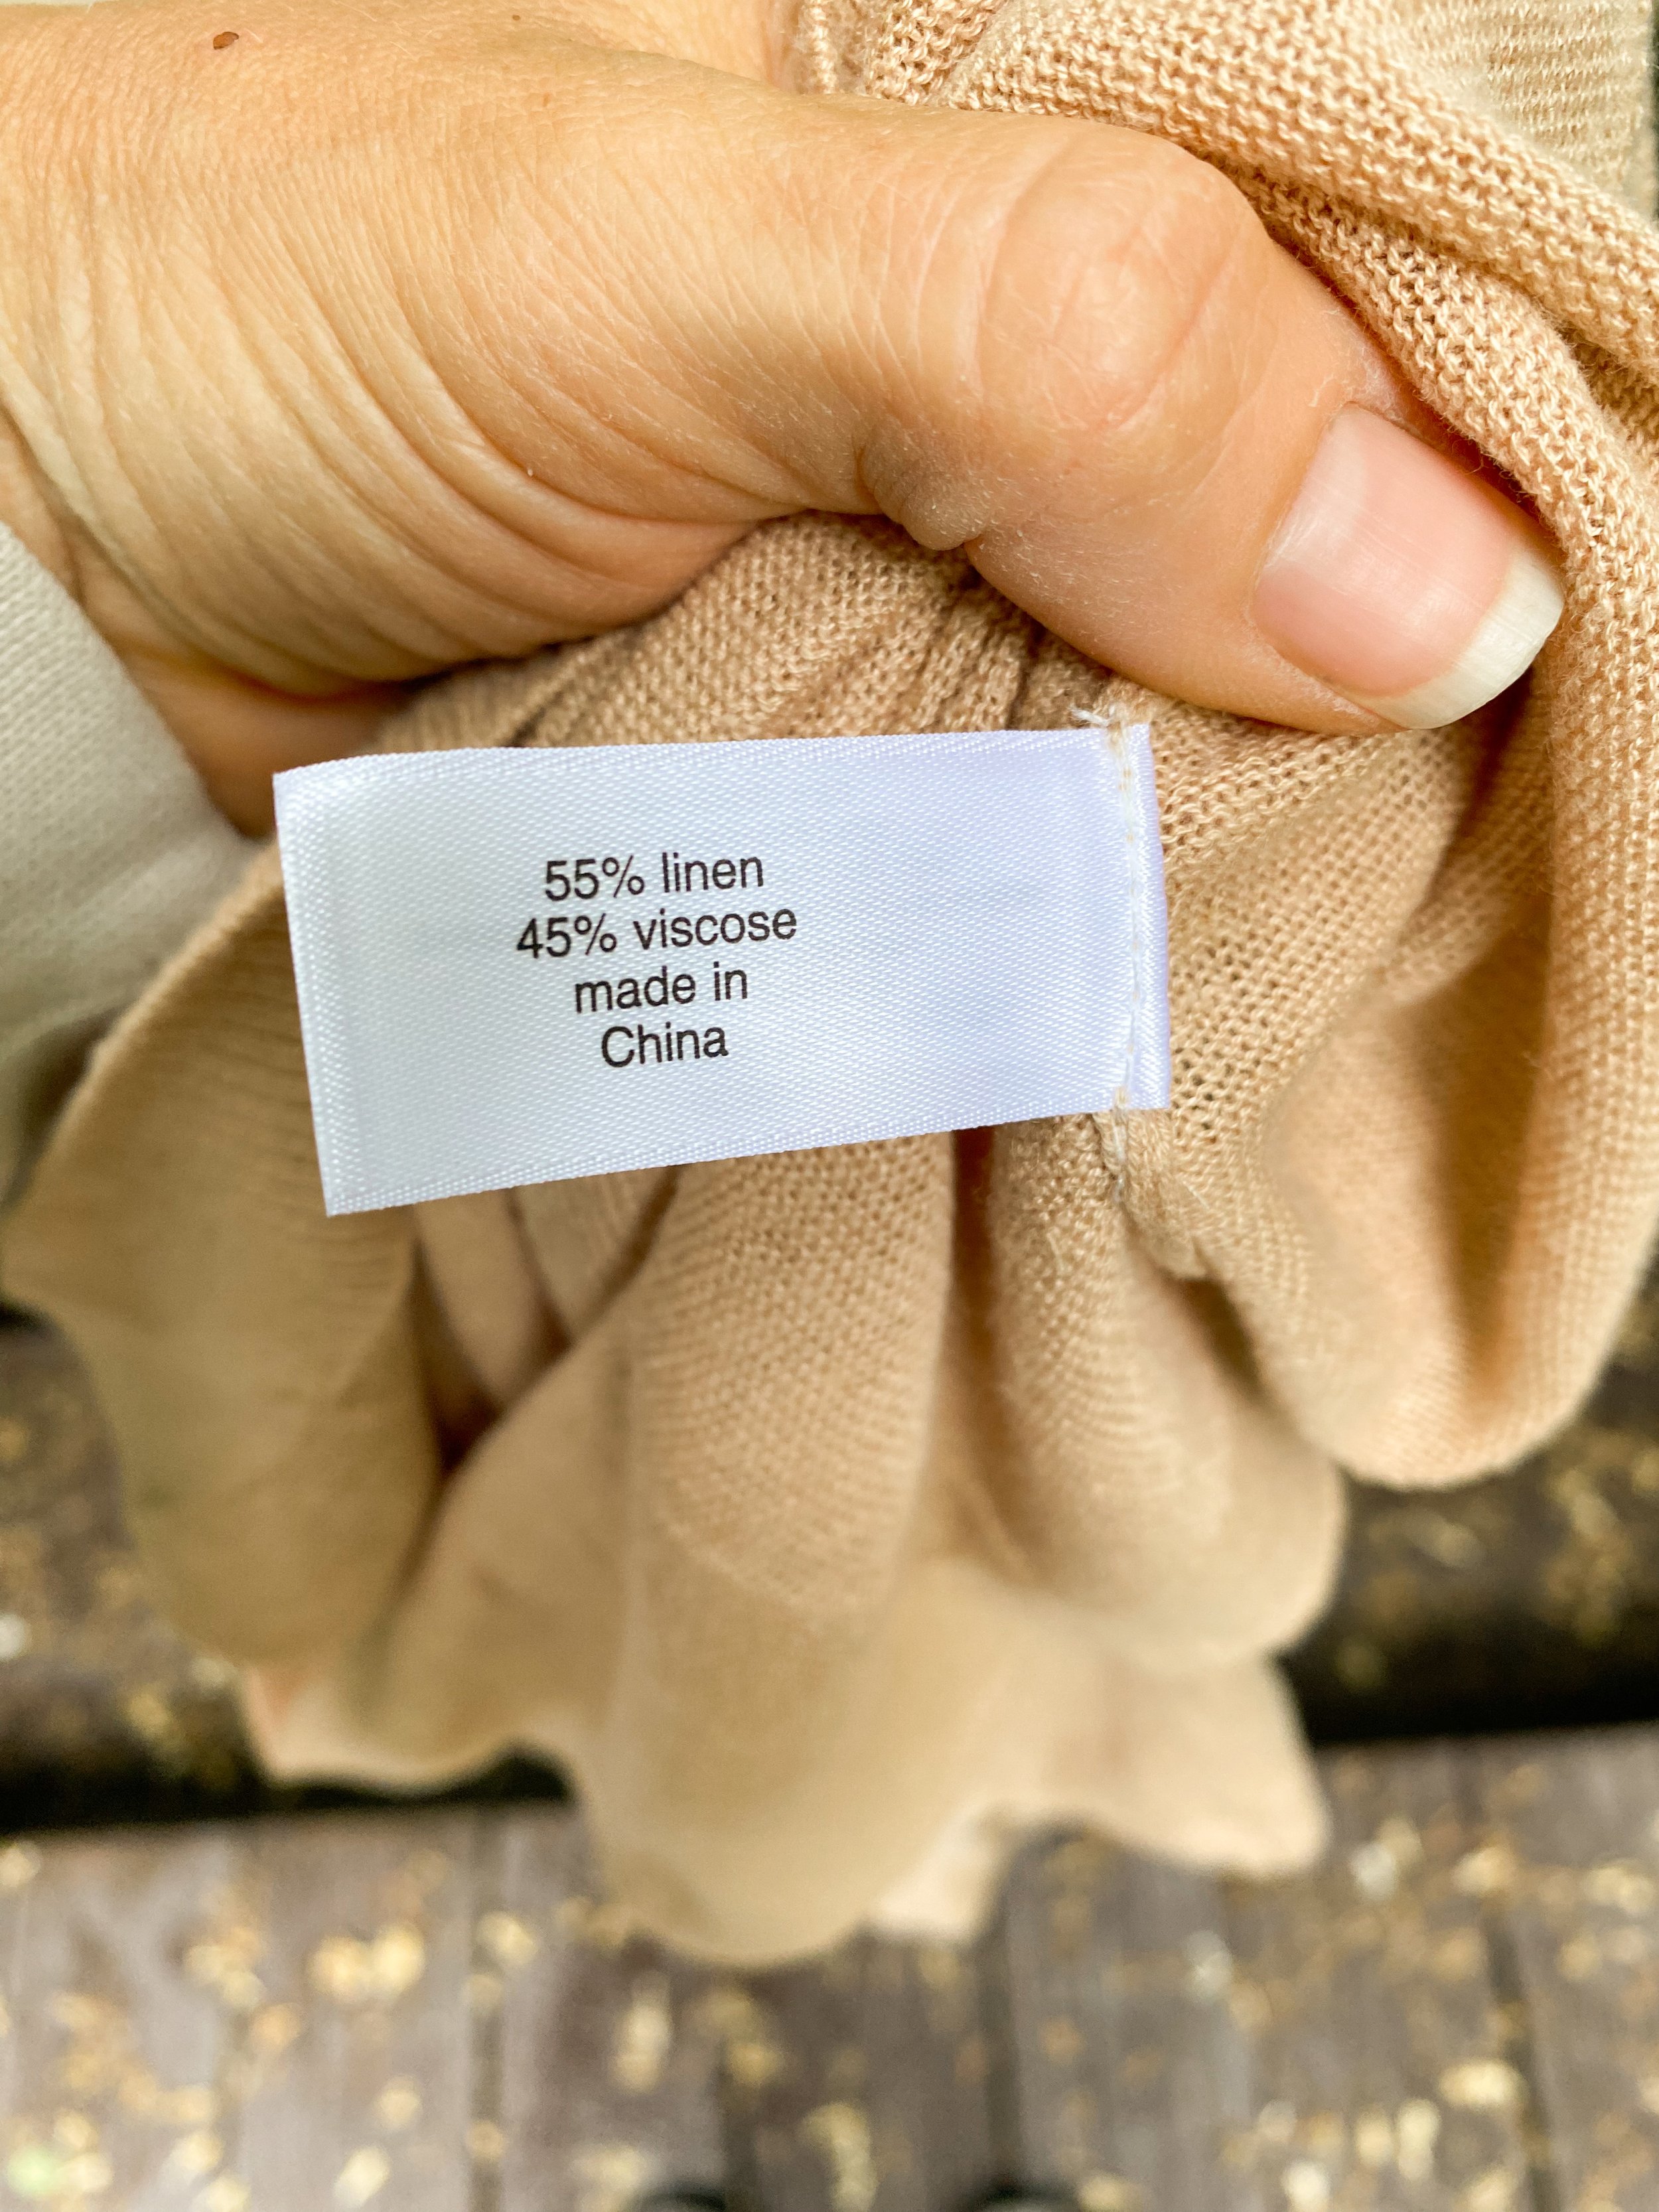 55% linen
45% viscose
made in
China